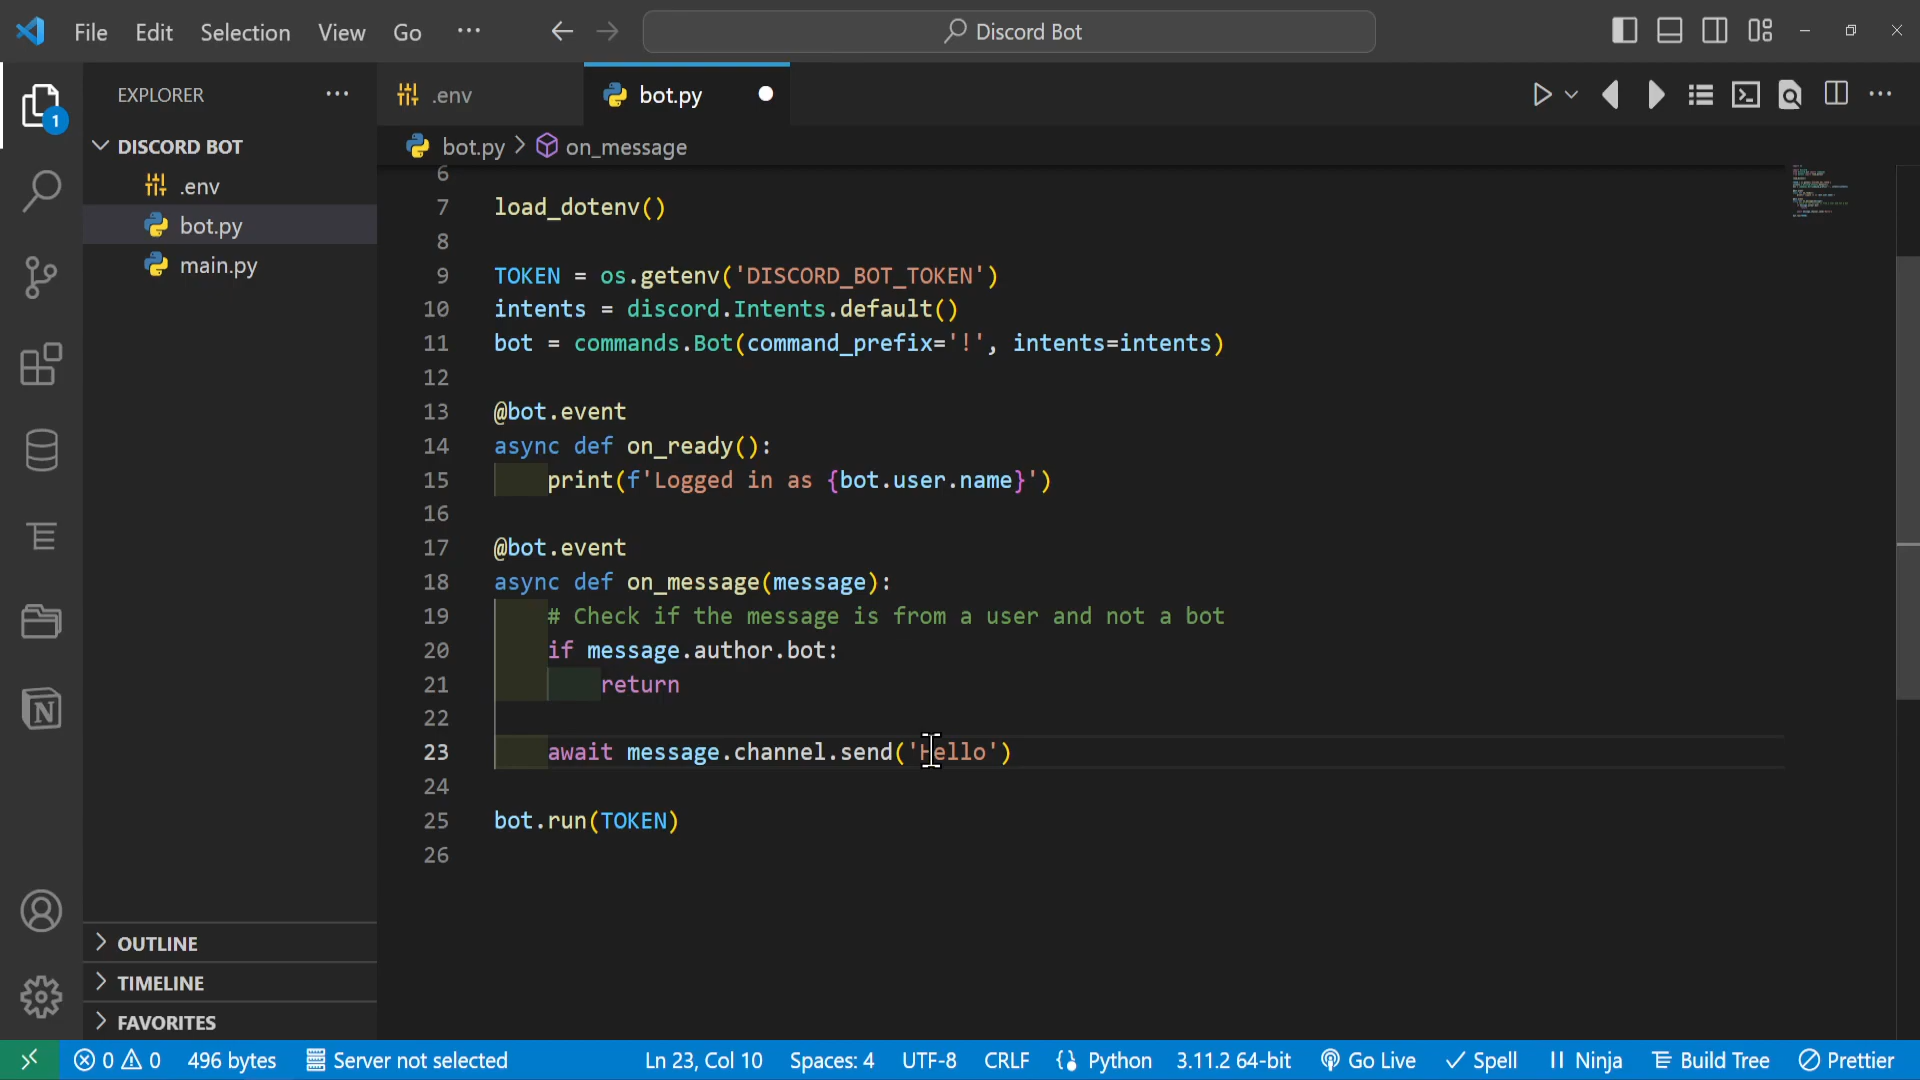 File Edit Selection View Go ··· Discord Bot
EXPLORER ···
.env
bot.py
1
bot.py > on_message
DISCORD BOT
.env
bot.py
main.py
6
7 load_dotenv()
8
9 TOKEN = os.getenv('DISCORD_BOT_TOKEN')
10 intents = discord.Intents.default()
11 bot = commands.Bot(command_prefix='!', intents=intents)
12
13 @bot.event
14 async def on_ready():
15 print(f'Logged in as {bot.user.name}')
16
17 @bot.event
18 async def on_message(message):
19 # Check if the message is from a user and not a bot
20 if message.author.bot:
21 return
22
23 await message.channel.send('Hello')
24
25 bot.run(TOKEN)
26
OUTLINE
TIMELINE
FAVORITES
0 0 496 bytes Server not selected Ln 23, Col 10 Spaces: 4 UTF-8 CRLF Python 3.11.2 64-bit Go Live Spell Ninja Build Tree Prettier